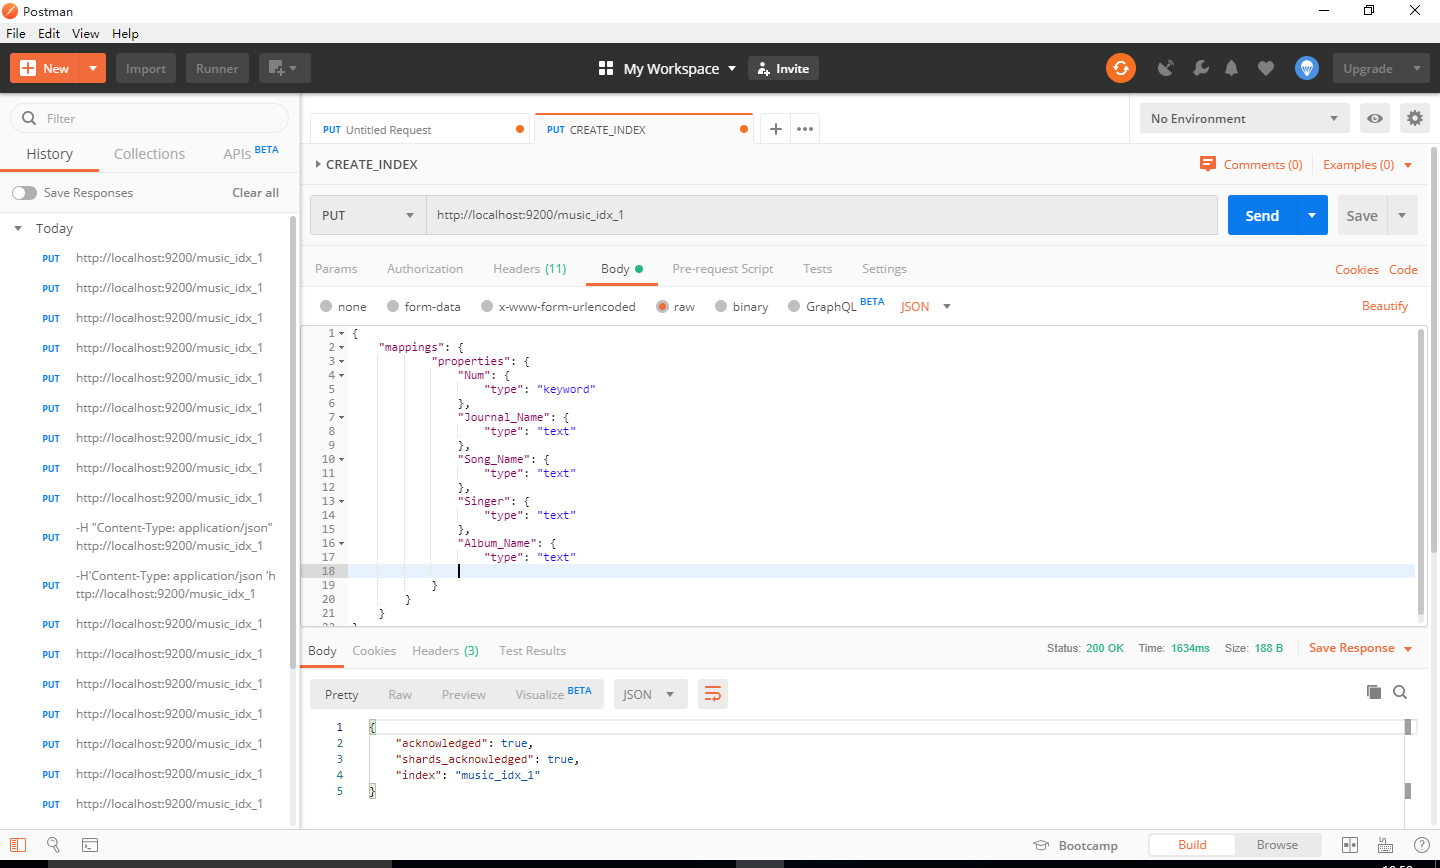 Postman
File Edit View Help
New Import Runner My Workspace Invite Upgrade
Filter
History Collections APIs BETA
Save Responses Clear all
Today
PUT http://localhost:9200/music_idx_1
PUT http://localhost:9200/music_idx_1
PUT http://localhost:9200/music_idx_1
PUT http://localhost:9200/music_idx_1
PUT http://localhost:9200/music_idx_1
PUT http://localhost:9200/music_idx_1
PUT http://localhost:9200/music_idx_1
PUT http://localhost:9200/music_idx_1
PUT http://localhost:9200/music_idx_1
PUT -H "Content-Type: application/json"
http://localhost:9200/music_idx_1
PUT -H'Content-Type: application/json 'h
ttp://localhost:9200/music_idx_1
PUT http://localhost:9200/music_idx_1
PUT http://localhost:9200/music_idx_1
PUT http://localhost:9200/music_idx_1
PUT http://localhost:9200/music_idx_1
PUT http://localhost:9200/music_idx_1
PUT http://localhost:9200/music_idx_1
PUT http://localhost:9200/music_idx_1
PUT Untitled Request PUT CREATE_INDEX No Environment
CREATE_INDEX Comments (0) Examples (0)
PUT http://localhost:9200/music_idx_1 Send Save
Params Authorization Headers (11) Body Pre-request Script Tests Settings Cookies Code
none form-data x-www-form-urlencoded raw binary GraphQL BETA JSON Beautify
1 {
2 "mappings": {
3 "properties": {
4 "Num": {
5 "type": "keyword"
6 },
7 "Journal_Name": {
8 "type": "text"
9 },
10 "Song_Name": {
11 "type": "text"
12 },
13 "Singer": {
14 "type": "text"
15 },
16 "Album_Name": {
17 "type": "text"
18
19 }
20 }
21 }
Body Cookies Headers (3) Test Results Status: 200 OK Time: 1634ms Size: 188 B Save Response
Pretty Raw Preview Visualize BETA JSON
1 {
2 "acknowledged": true,
3 "shards_acknowledged": true,
4 "index": "music_idx_1"
5 }
Bootcamp Build Browse